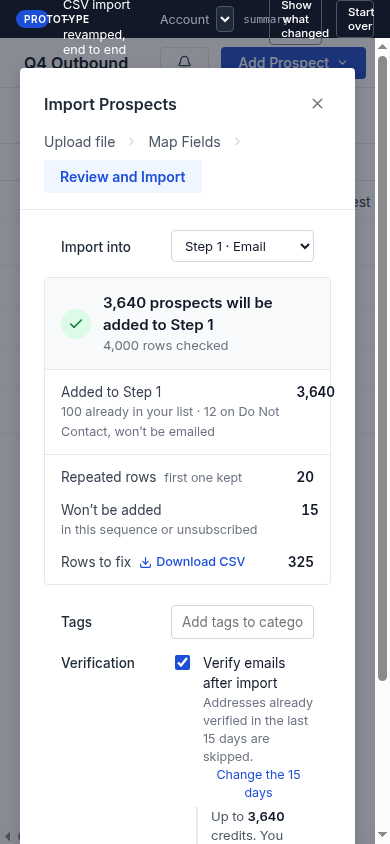 CSV import
PROTOTYPE
revamped,
end to end
Account
summary
Show
what
changed
Start
over
Q4 Outbound
Add Prospect
Import Prospects
Upload file
Map Fields
Review and Import
est
Import into
Step 1 · Email
3,640 prospects will be
added to Step 1
4,000 rows checked
Added to Step 1
3,640
100 already in your list · 12 on Do Not
Contact, won’t be emailed
Repeated rows first one kept
20
Won’t be added
15
in this sequence or unsubscribed
Rows to fix
Download CSV
325
Tags
Add tags to catego
Verification
Verify emails
after import
Addresses already
verified in the last
15 days are
skipped.
Change the 15
days
Up to 3,640
credits. You